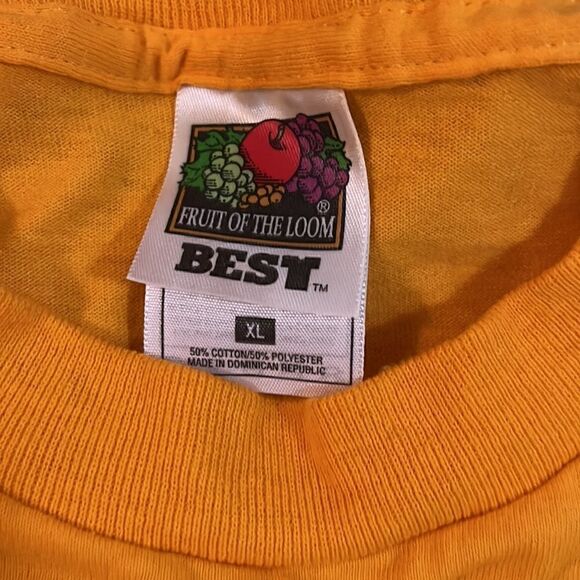 ®
FRUIT OF THE LOOM
BEST™
XL
50% COTTON/50% POLYESTER
MADE IN DOMINICAN REPUBLIC